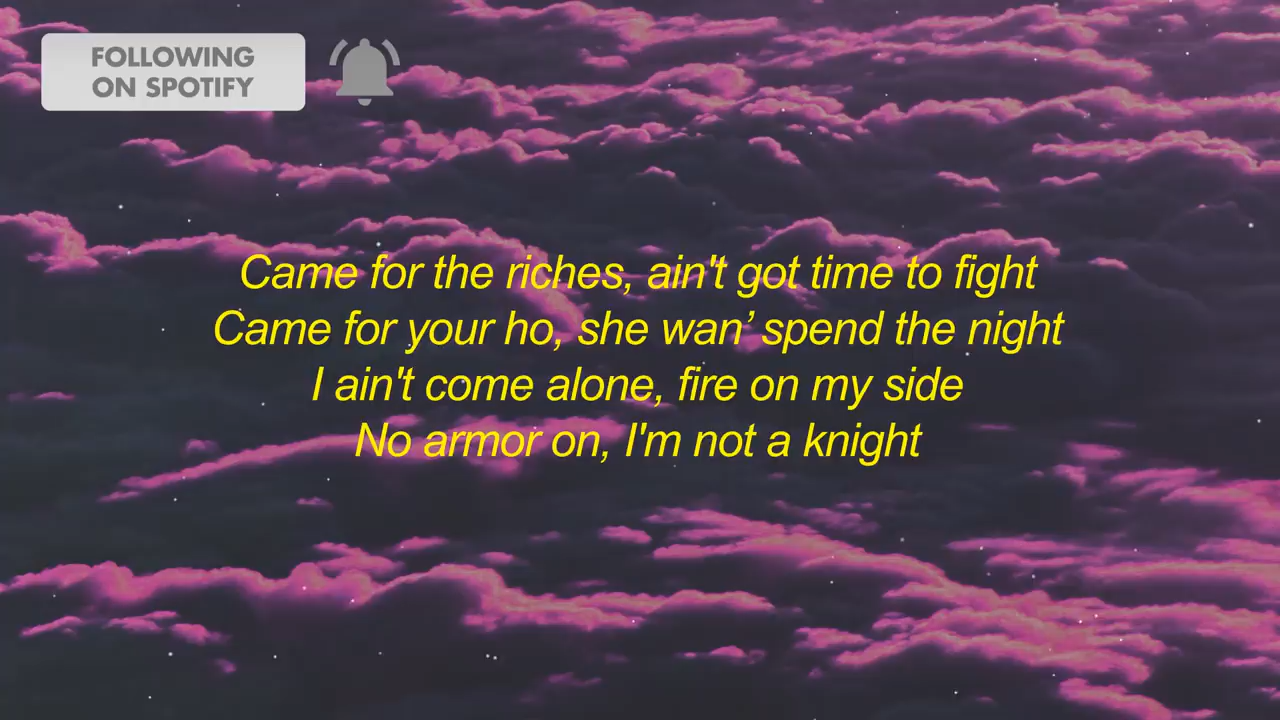 FOLLOWING
ON SPOTIFY
Came for the riches, ain't got time to fight
Came for your ho, she wan’ spend the night
I ain't come alone, fire on my side
No armor on, I'm not a knight